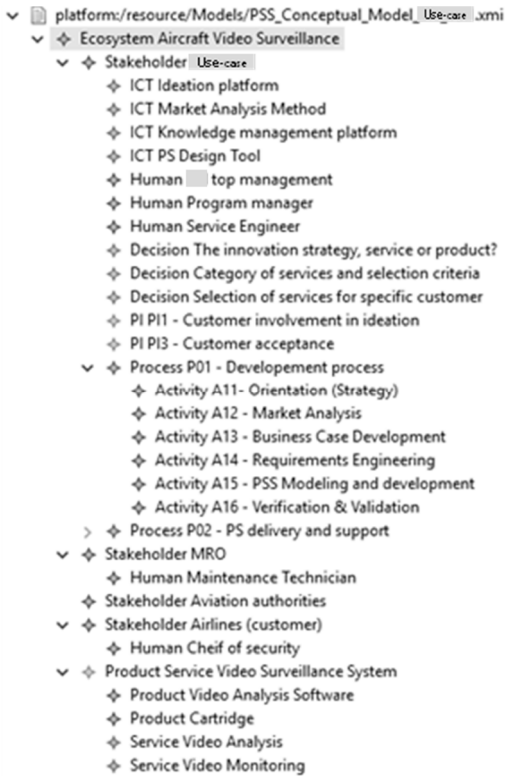 platform:/resource/Models/PSS_Conceptual_Model_ Use-case .xmi
Ecosystem Aircraft Video Surveillance
Stakeholder Use-case
ICT Ideation platform
ICT Market Analysis Method
ICT Knowledge management platform
ICT PS Design Tool
Human top management
Human Program manager
Human Service Engineer
Decision The innovation strategy, service or product?
Decision Category of services and selection criteria
Decision Selection of services for specific customer
PI PI1 - Customer involvement in ideation
PI PI3 - Customer acceptance
Process P01 - Developement process
Activity A11- Orientation (Strategy)
Activity A12 - Market Analysis
Activity A13 - Business Case Development
Activity A14 - Requirements Engineering
Activity A15 - PSS Modeling and development
Activity A16 - Verification & Validation
Process P02 - PS delivery and support
Stakeholder MRO
Human Maintenance Technician
Stakeholder Aviation authorities
Stakeholder Airlines (customer)
Human Cheif of security
Product Service Video Surveillance System
Product Video Analysis Software
Product Cartridge
Service Video Analysis
Service Video Monitoring